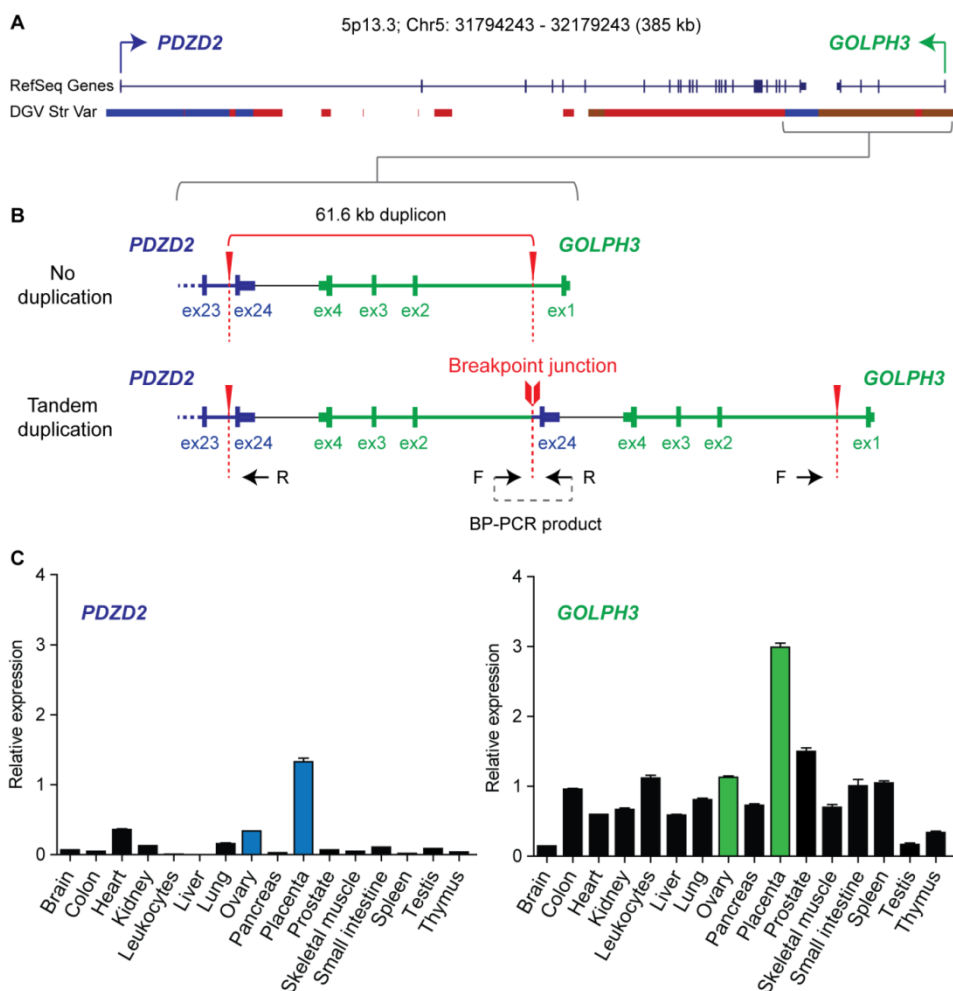 A
5p13.3; Chr5: 31794243 - 32179243 (385 kb)
PDZD2
GOLPH3
RefSeq Genes
DGV Str Var
B
61.6 kb duplicon
PDZD2
GOLPH3
No
duplication
ex23
ex24
ex4
ex3
ex2
ex1
Breakpoint junction
PDZD2
GOLPH3
Tandem
duplication
ex23
ex24
ex4
ex3
ex2
ex24
ex4
ex3
ex2
ex1
R
F
R
F
BP-PCR product
C
PDZD2
Relative expression
4
3
2
1
0
Brain
Colon
Heart
Kidney
Leukocytes
Liver
Lung
Ovary
Pancreas
Placenta
Prostate
Skeletal muscle
Small intestine
Spleen
Testis
Thymus
GOLPH3
Relative expression
4
3
2
1
0
Brain
Colon
Heart
Kidney
Leukocytes
Liver
Lung
Ovary
Pancreas
Placenta
Prostate
Skeletal muscle
Small intestine
Spleen
Testis
Thymus